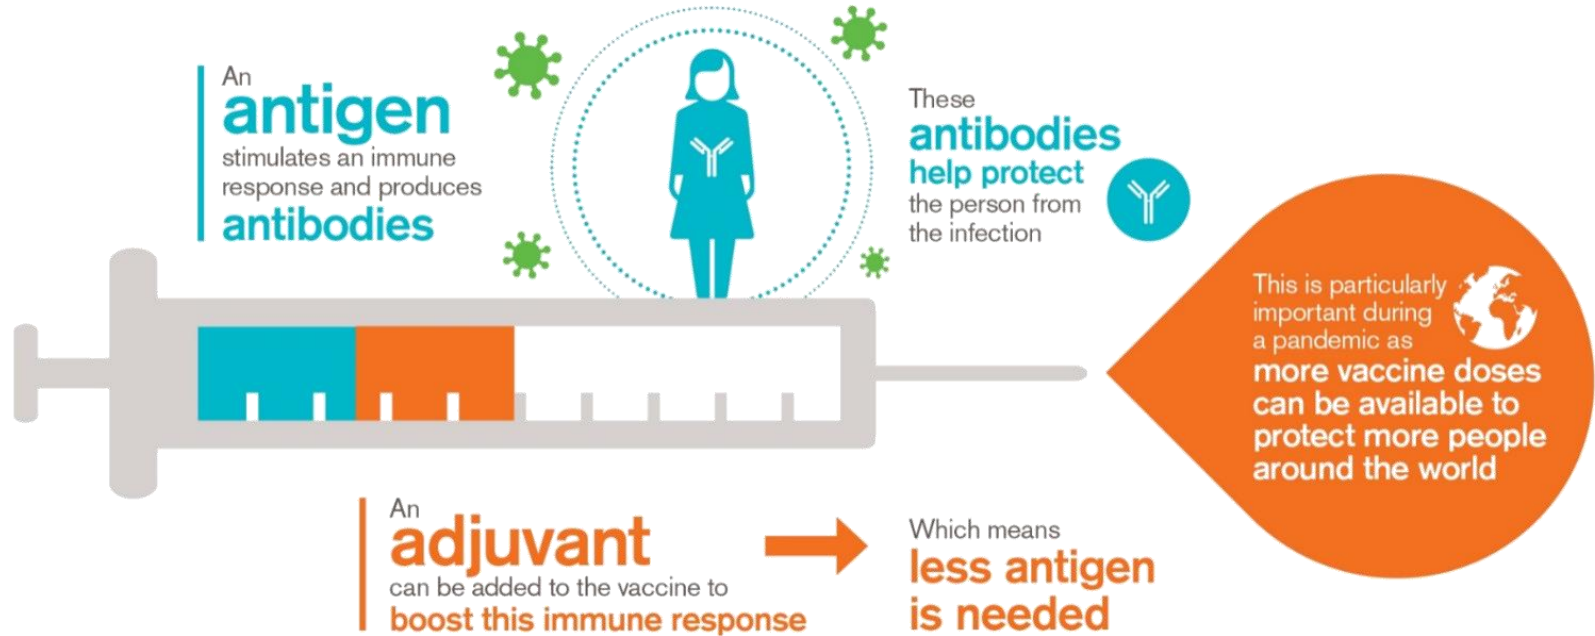 An
antigen
stimulates an immune
response and produces
antibodies
These
antibodies
help protect
the person from
the infection
This is particularly
important during
a pandemic as
more vaccine doses
can be available to
protect more people
around the world
An
adjuvant
can be added to the vaccine to
boost this immune response
Which means
less antigen
is needed